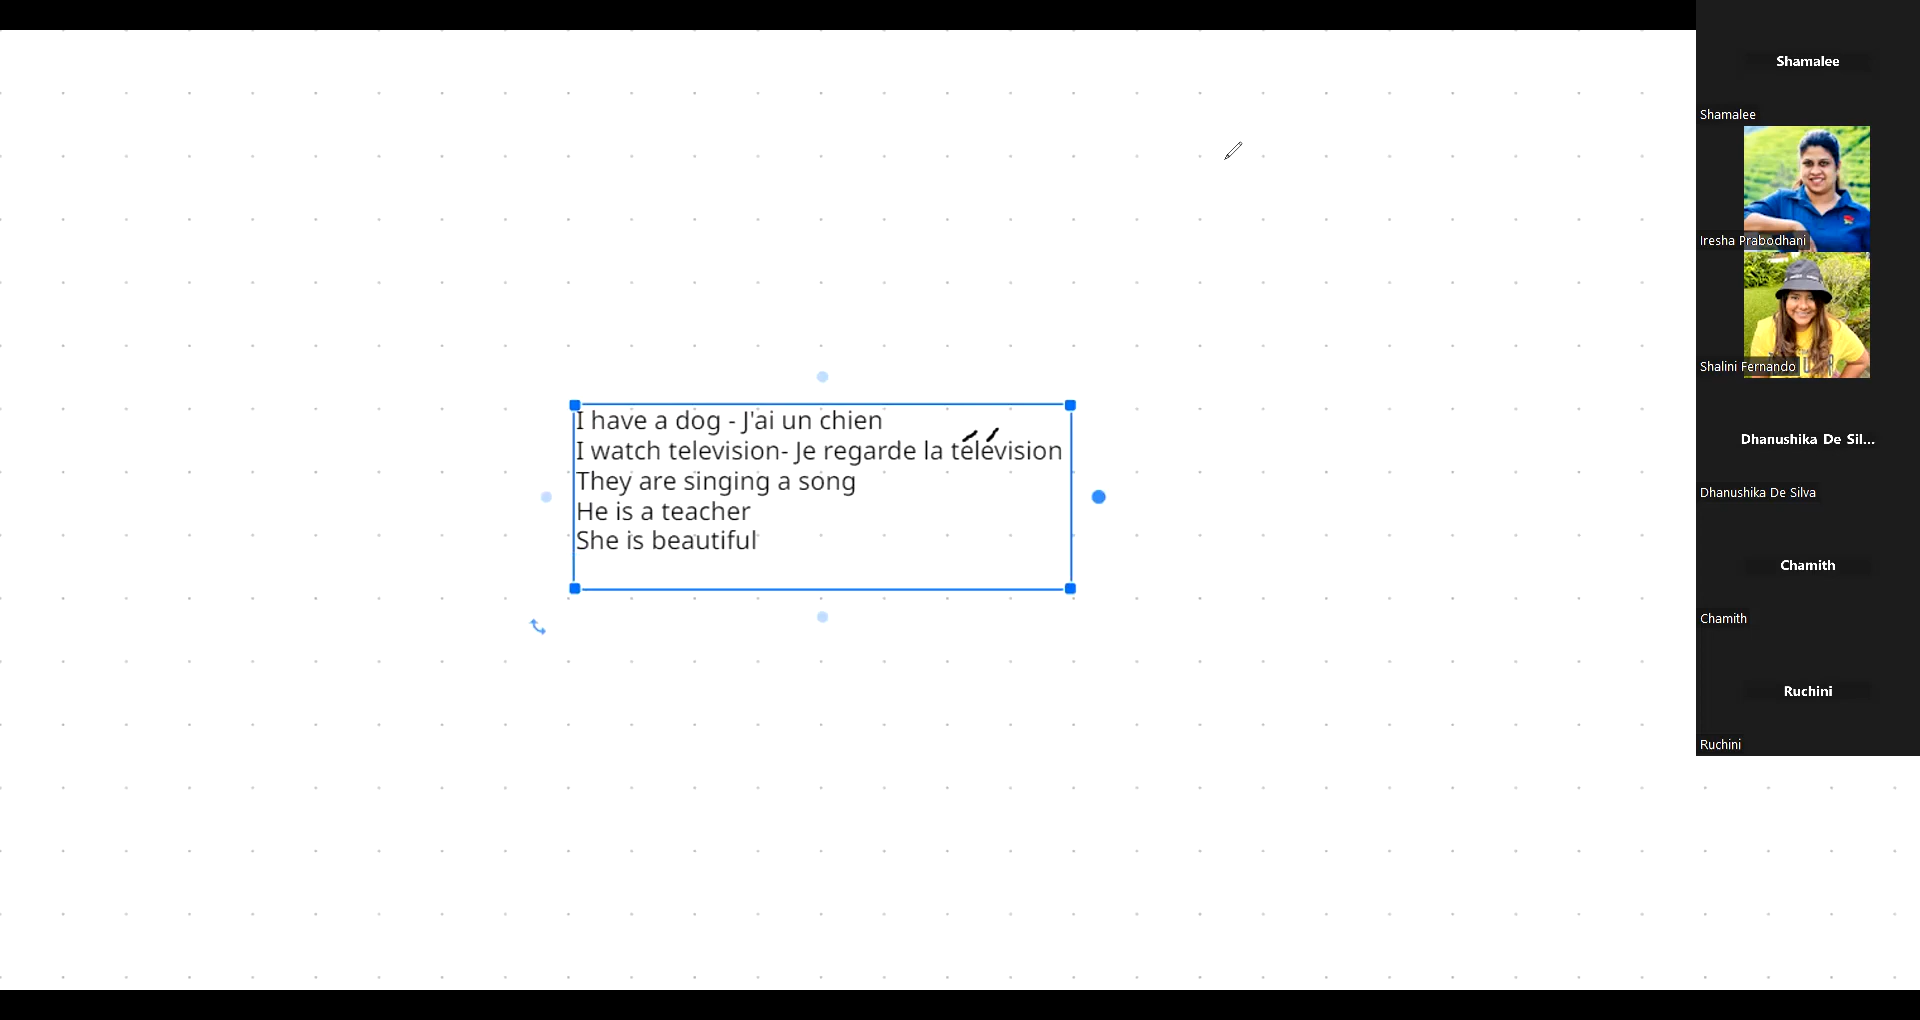 I have a dog - J'ai un chien
I watch television- Je regarde la télévision
They are singing a song
He is a teacher
She is beautiful
Shamalee
Shamalee
Iresha Prabodhani
Shalini Fernando
Dhanushika De Sil...
Dhanushika De Silva
Chamith
Chamith
Ruchini
Ruchini